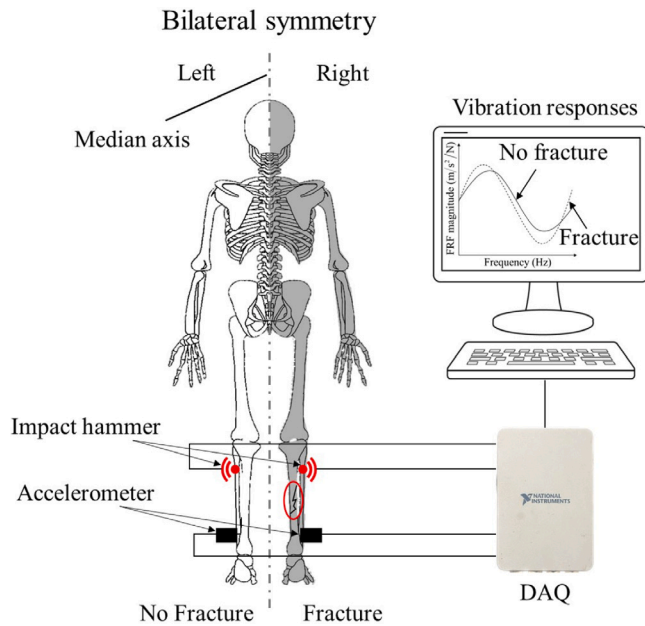 Bilateral symmetry
Left
Right
Median axis
Vibration responses
FRF magnitude (m/s²/N)
No fracture
Fracture
Frequency (Hz)
Impact hammer
Accelerometer
NATIONAL
INSTRUMENTS
DAQ
No Fracture
Fracture